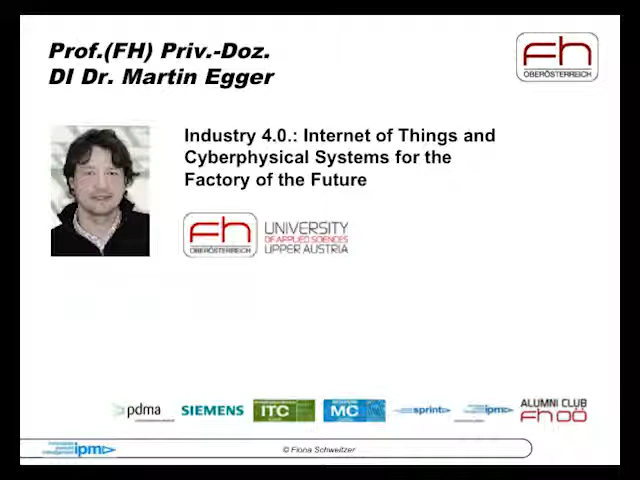 Prof.(FH) Priv.-Doz.
DI Dr. Martin Egger
fh
OBERÖSTERREICH
Industry 4.0.: Internet of Things and
Cyberphysical Systems for the
Factory of the Future
fh
OBERÖSTERREICH
UNIVERSITY
OF APPLIED SCIENCES
UPPER AUSTRIA
pdma
SIEMENS
ITC
MC
sprint
ipm
ALUMNI CLUB
FH OÖ
ipm
© Fiona Schweitzer